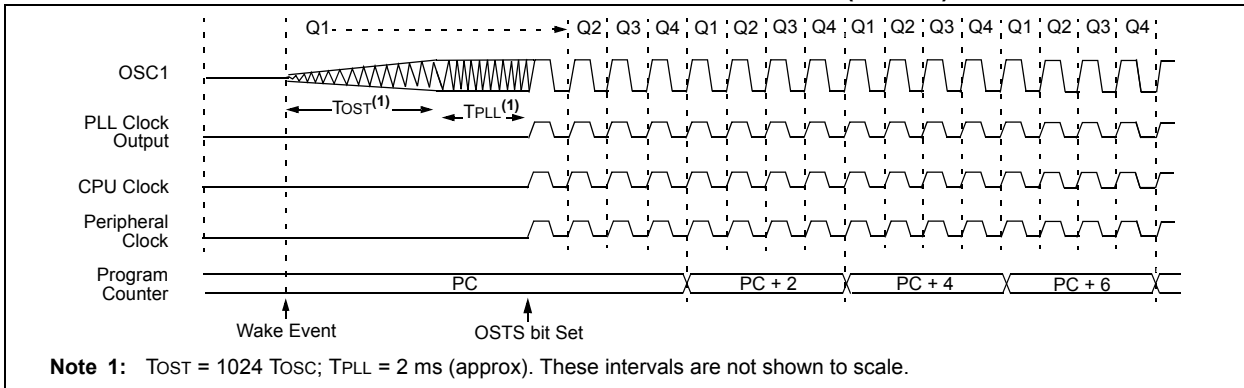 Q1 Q2 Q3 Q4 Q1 Q2 Q3 Q4 Q1 Q2 Q3 Q4 Q1 Q2 Q3 Q4
OSC1
TOST(1) TPLL(1)
PLL Clock
Output
CPU Clock
Peripheral
Clock
Program
Counter
PC PC + 2 PC + 4 PC + 6
Wake Event OSTS bit Set
Note 1: TOST = 1024 TOSC; TPLL = 2 ms (approx). These intervals are not shown to scale.